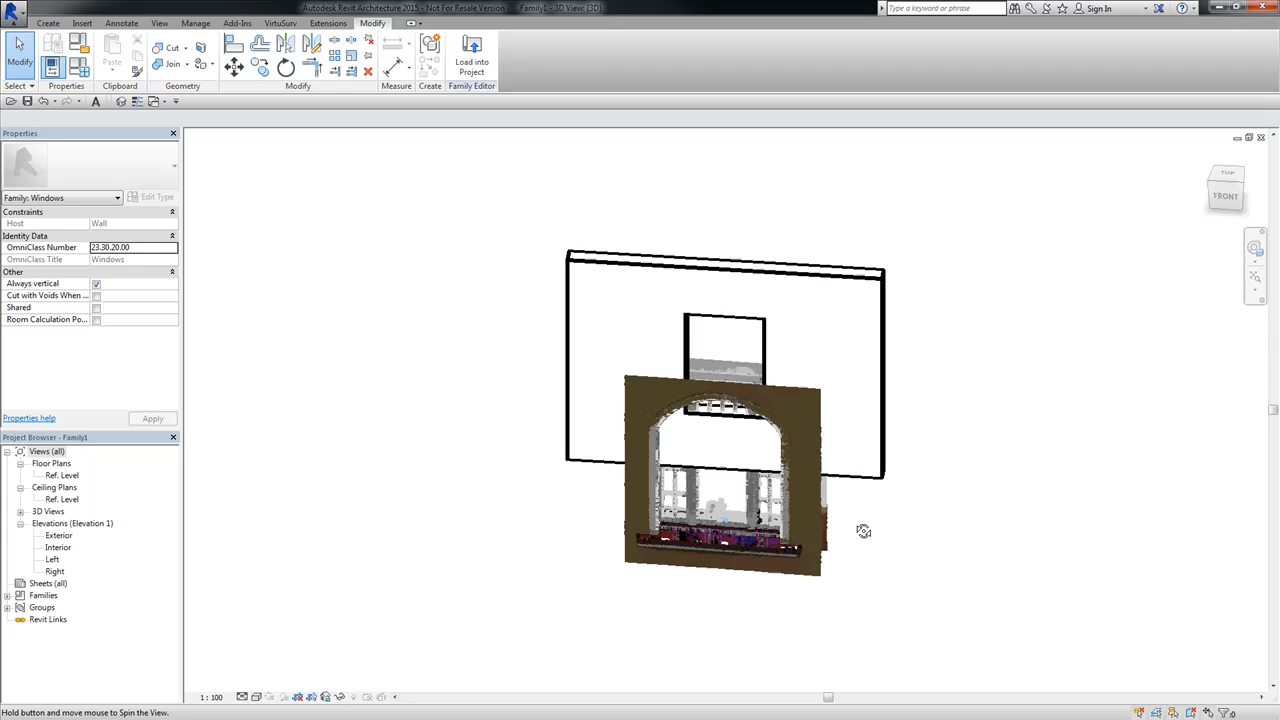 Autodesk Revit Architecture 2015 - Not For Resale Version - Family1 - 3D View: {3D}
Type a keyword or phrase
Sign In
Create Insert Annotate View Manage Add-Ins VirtuSurv Extensions Modify
Modify
Paste
Cut
Join
Load into
Project
Select Properties Clipboard Geometry Modify Measure Create Family Editor
Properties
Family: Windows
Edit Type
Constraints
Host Wall
Identity Data
OmniClass Number 23.30.20.00
OmniClass Title Windows
Other
Always vertical
Cut with Voids When ...
Shared
Room Calculation Po...
Properties help
Apply
Project Browser - Family1
Views (all)
Floor Plans
Ref. Level
Ceiling Plans
Ref. Level
3D Views
Elevations (Elevation 1)
Exterior
Interior
Left
Right
Sheets (all)
Families
Groups
Revit Links
TOP
FRONT
1 : 100
Hold button and move mouse to Spin the View.
:0